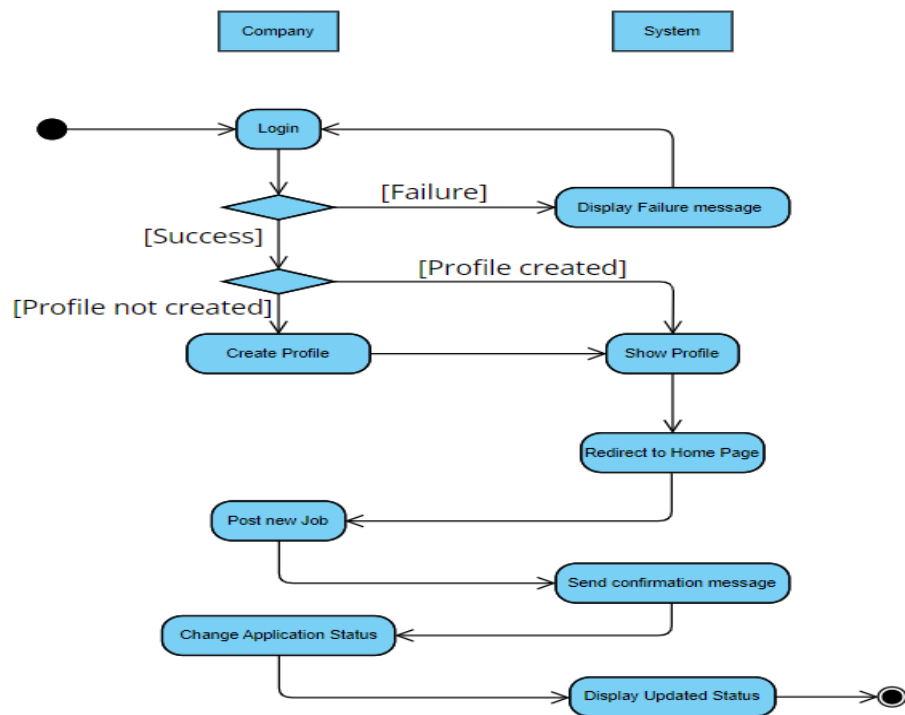 Company
System
Login
[Failure]
Display Failure message
[Success]
[Profile created]
[Profile not created]
Create Profile
Show Profile
Redirect to Home Page
Post new Job
Send confirmation message
Change Application Status
Display Updated Status